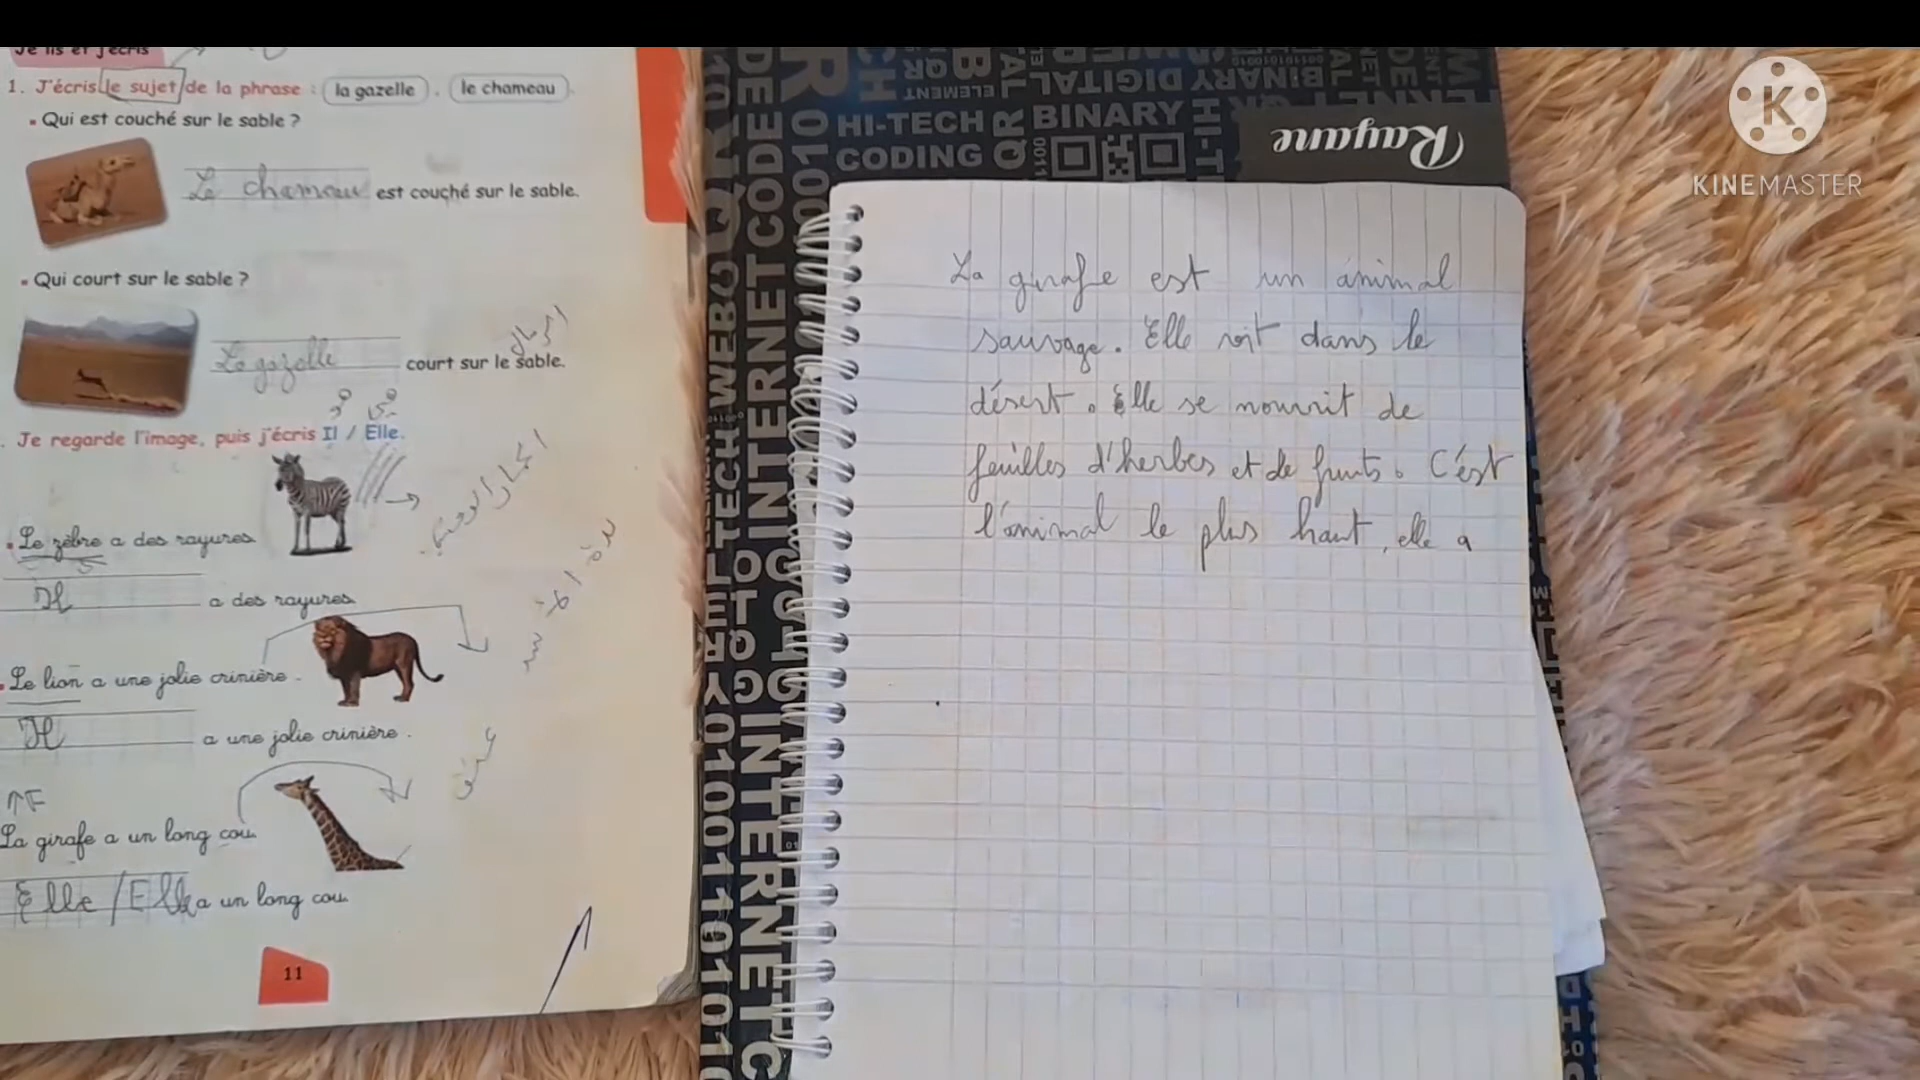 Je lis et j'écris
1. J'écris le sujet de la phrase : la gazelle , le chameau
Qui est couché sur le sable ?
Le chameau est couché sur le sable.
Qui court sur le sable ?
La gazelle court sur le sable.
Je regarde l'image, puis j'écris Il / Elle.
Le zèbre a des rayures
Il a des rayures
Le lion a une jolie crinière.
Il a une jolie crinière.
F
La girafe a un long cou
Elle / Elle a un long cou
11
HI-TECH
CODING
BINARY
DIGITAL
ELEMENT
QR
INTERNET CODE
Rayane
La girafe est un animal
sauvage. Elle vit dans le
désert. Elle se nourrit de
feuilles d'herbes et de fruits. C'est
l'animal le plus haut, elle a
KINEMASTER